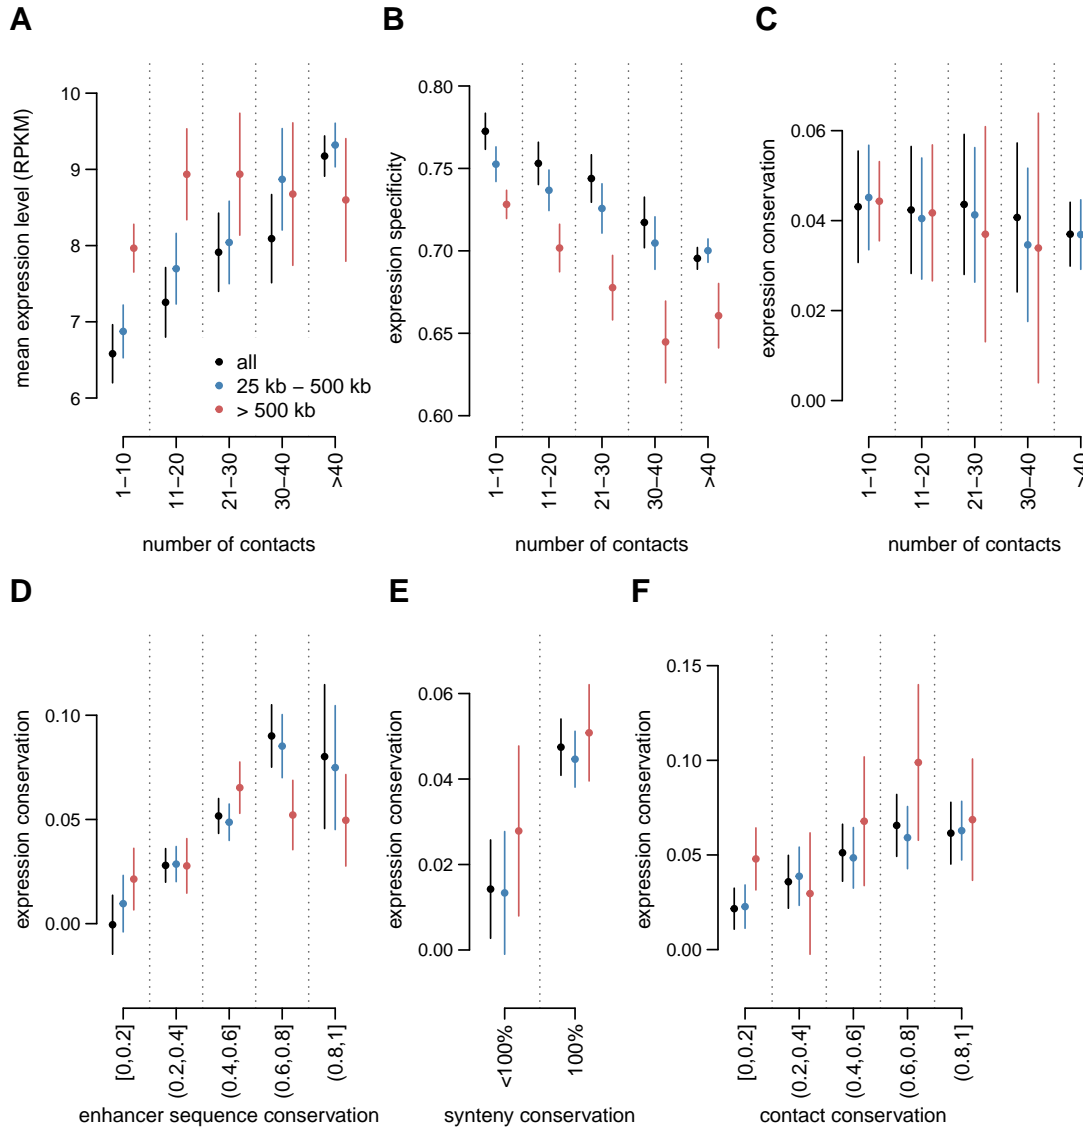 A
B
C
mean expression level (RPKM)
10
9
8
7
6
all
25 kb − 500 kb
> 500 kb
1−10
11−20
21−30
30−40
>40
number of contacts
expression specificity
0.80
0.75
0.70
0.65
0.60
1−10
11−20
21−30
30−40
>40
number of contacts
expression conservation
0.06
0.04
0.02
0.00
1−10
11−20
21−30
30−40
number of contacts
D
E
F
expression conservation
0.10
0.05
0.00
[0,0.2]
(0.2,0.4]
(0.4,0.6]
(0.6,0.8]
(0.8,1]
enhancer sequence conservation
expression conservation
0.06
0.04
0.02
0.00
<100%
100%
synteny conservation
expression conservation
0.15
0.10
0.05
0.00
[0,0.2]
(0.2,0.4]
(0.4,0.6]
(0.6,0.8]
(0.8,1]
contact conservation